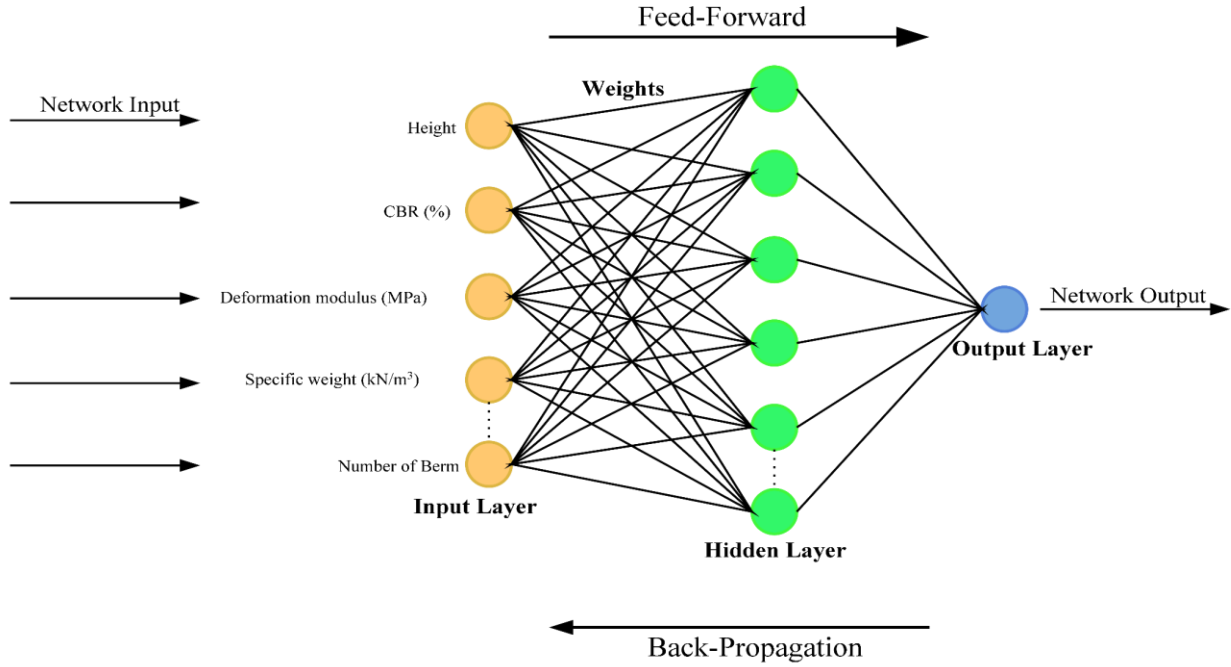 Feed-Forward
Weights
Network Input
Height
CBR (%)
Deformation modulus (MPa)
Specific weight (kN/m³)
Number of Berm
Input Layer
Hidden Layer
Network Output
Output Layer
Back-Propagation